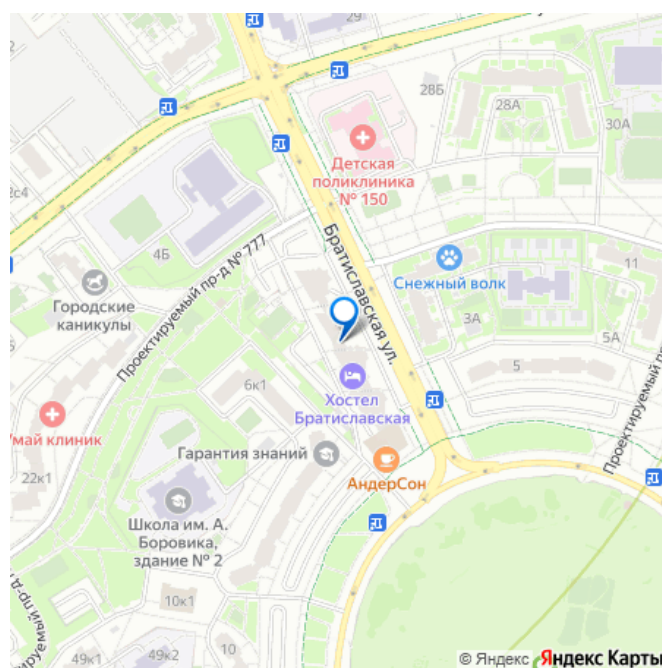 29
28Б
28А
30А
Детская
поликлиника
№ 150
2с4
4Б
Братиславская ул.
Проектируемый пр-д № 777
Городские
каникулы
Снежный волк
11
3А
5А
5
6к1
Хостел
Братиславская
Гарантия знаний
АндерСон
май клиник
22к1
Школа им. А.
Боровика,
здание № 2
Проектируемый пр
10к1
49к1
49к2
10
© Яндекс
Яндекс Карты